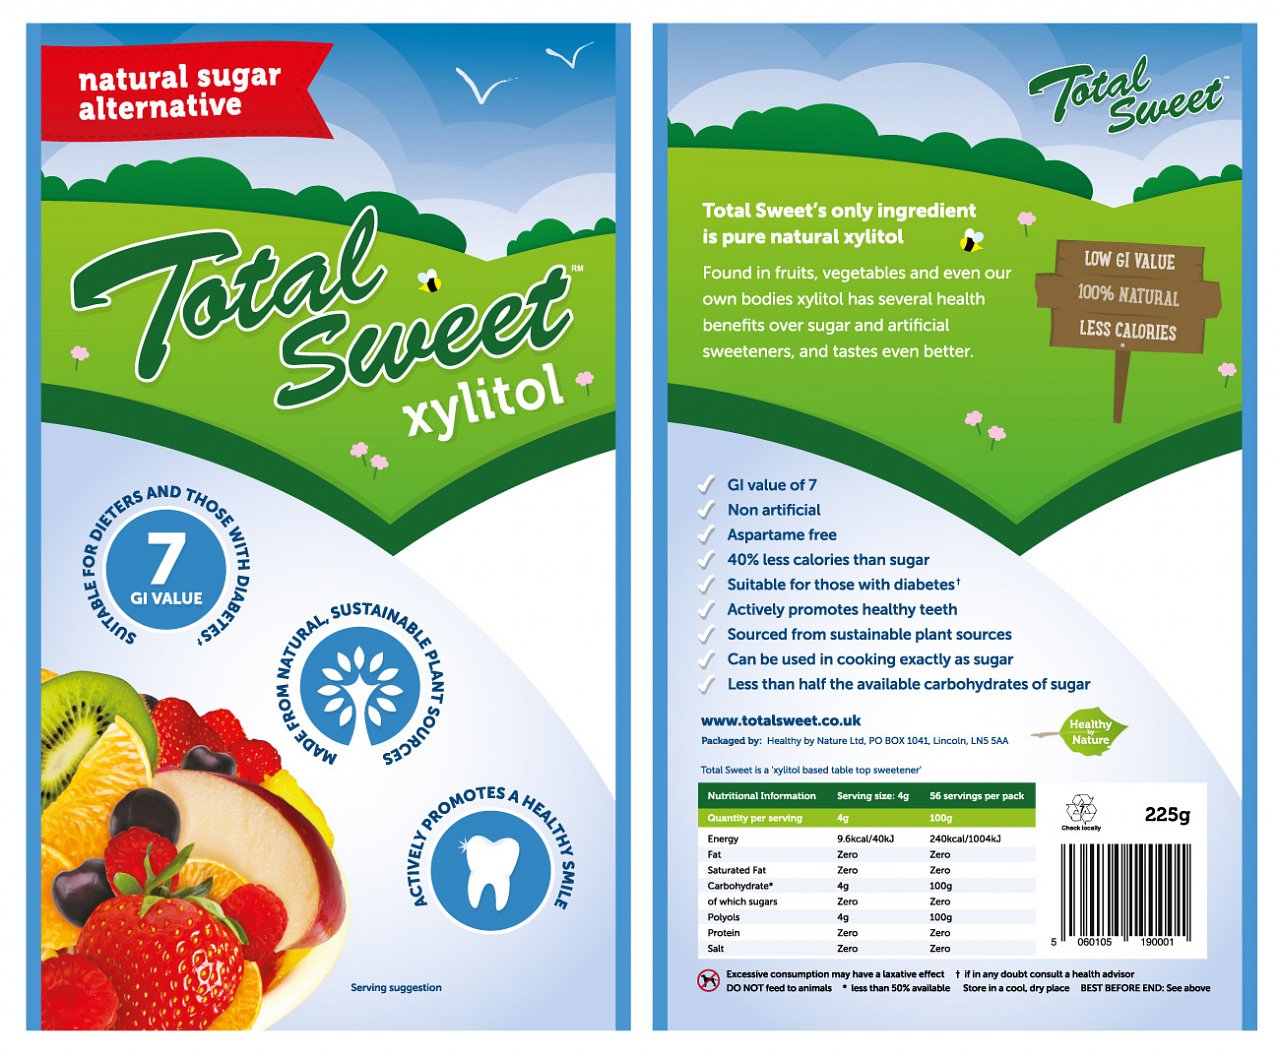 natural sugar
alternative
Total
Sweet™
xylitol
SUITABLE FOR DIETERS AND THOSE WITH DIABETES†
7
GI VALUE
MADE FROM NATURAL, SUSTAINABLE PLANT SOURCES
ACTIVELY PROMOTES A HEALTHY SMILE
Serving suggestion
Total
Sweet™
Total Sweet's only ingredient
is pure natural xylitol
Found in fruits, vegetables and even our
own bodies xylitol has several health
benefits over sugar and artificial
sweeteners, and tastes even better.
LOW GI VALUE
100% NATURAL
LESS CALORIES
GI value of 7
Non artificial
Aspartame free
40% less calories than sugar
Suitable for those with diabetes†
Actively promotes healthy teeth
Sourced from sustainable plant sources
Can be used in cooking exactly as sugar
Less than half the available carbohydrates of sugar
www.totalsweet.co.uk
Packaged by: Healthy by Nature Ltd, PO BOX 1041, Lincoln, LN5 5AA
Healthy
by
Nature
Total Sweet is a 'xylitol based table top sweetener'
Nutritional Information Serving size: 4g 56 servings per pack
Quantity per serving 4g 100g
Energy 9.6kcal/40kJ 240kcal/1004kJ
Fat Zero Zero
Saturated Fat Zero Zero
Carbohydrate* 4g 100g
of which sugars Zero Zero
Polyols 4g 100g
Protein Zero Zero
Salt Zero Zero
Check locally
225g
5 060105 190001
Excessive consumption may have a laxative effect † if in any doubt consult a health advisor
DO NOT feed to animals * less than 50% available Store in a cool, dry place BEST BEFORE END: See above